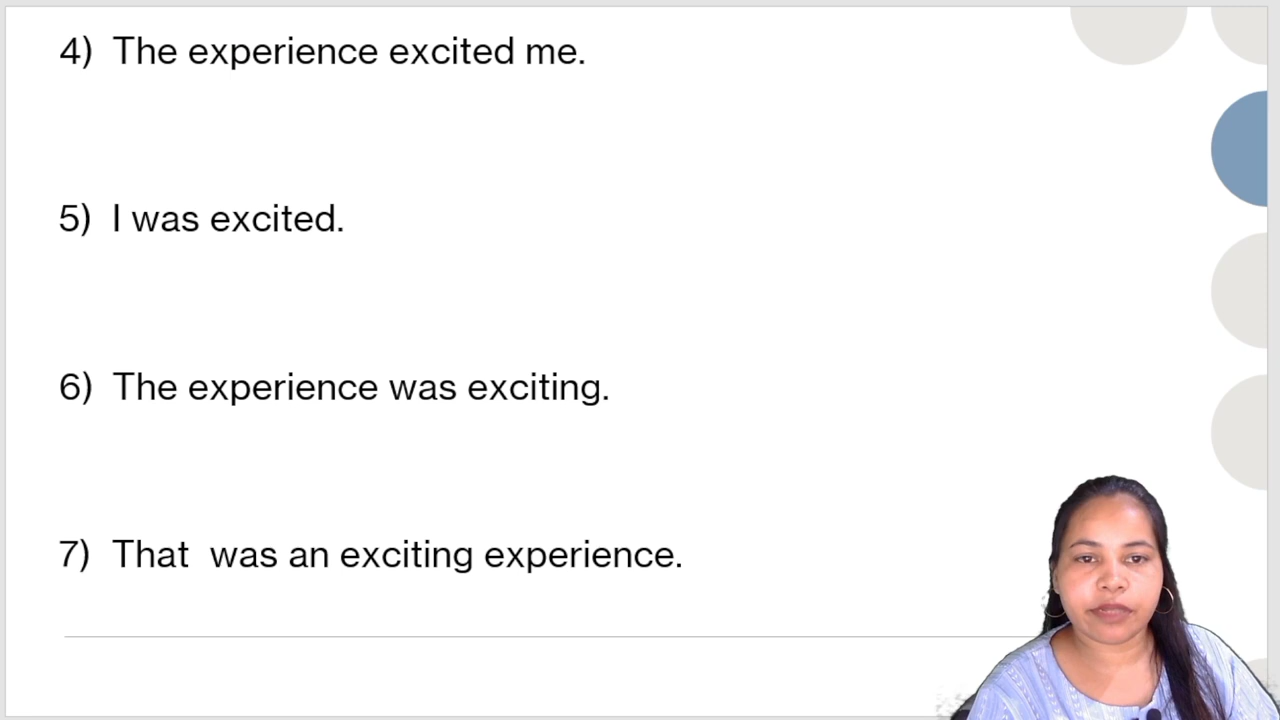 4) The experience excited me.
5) I was excited.
6) The experience was exciting.
7) That was an exciting experience.